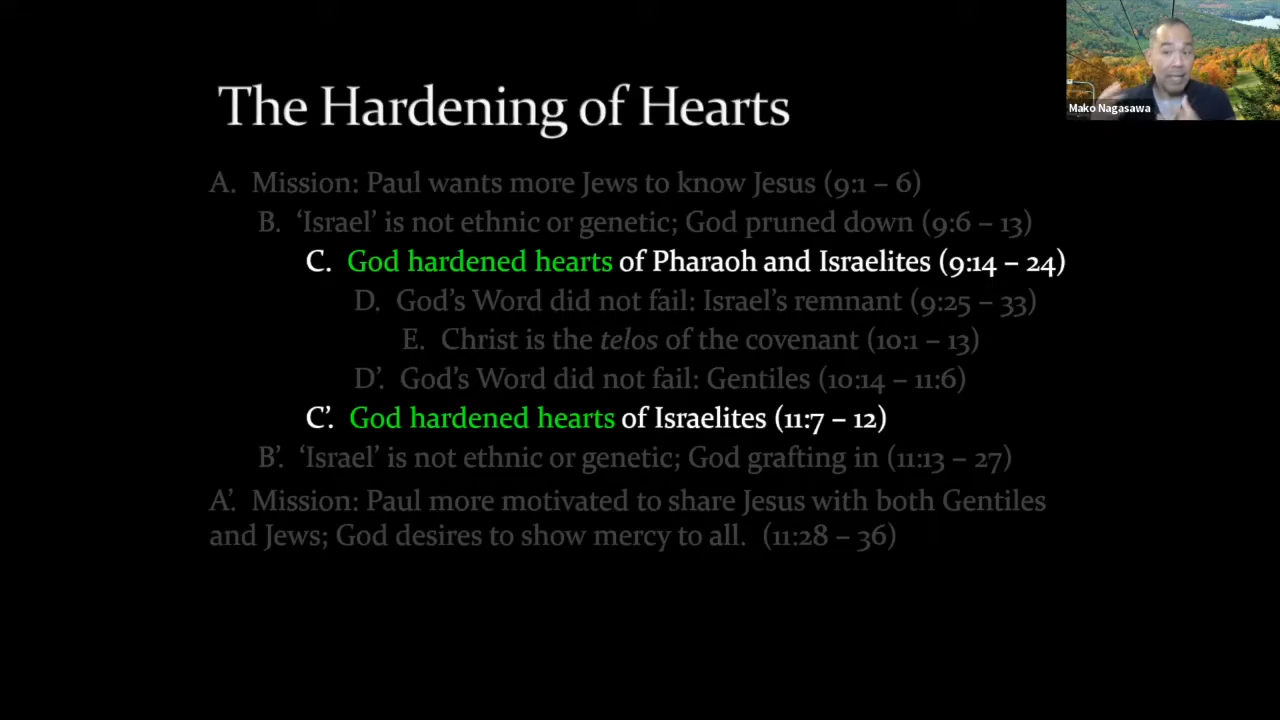 Mako Nagasawa
The Hardening of Hearts
A. Mission: Paul wants more Jews to know Jesus (9:1 – 6)
B. ‘Israel’ is not ethnic or genetic; God pruned down (9:6 – 13)
C. God hardened hearts of Pharaoh and Israelites (9:14 – 24)
D. God’s Word did not fail: Israel’s remnant (9:25 – 33)
E. Christ is the telos of the covenant (10:1 – 13)
D’. God’s Word did not fail: Gentiles (10:14 – 11:6)
C’. God hardened hearts of Israelites (11:7 – 12)
B’. ‘Israel’ is not ethnic or genetic; God grafting in (11:13 – 27)
A’. Mission: Paul more motivated to share Jesus with both Gentiles
and Jews; God desires to show mercy to all. (11:28 – 36)